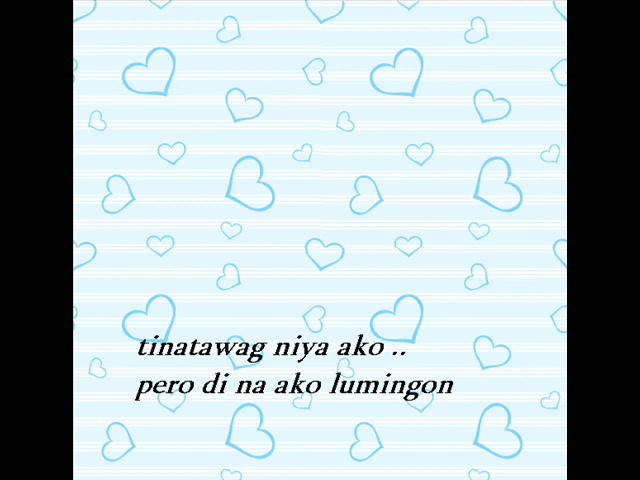 tinatawag niya ako ..
pero di na ako lumingon